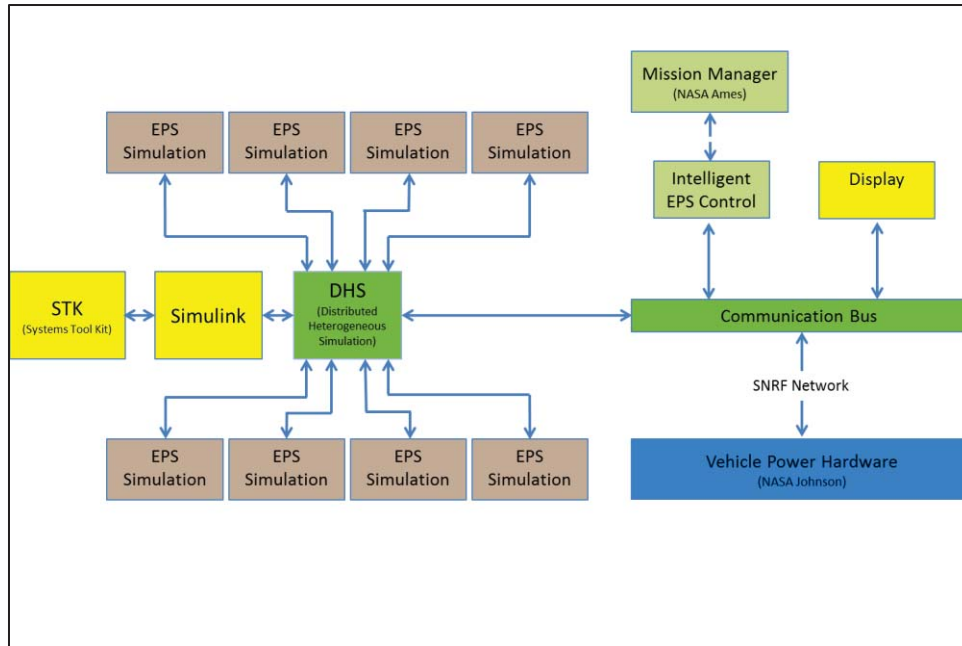 Mission Manager
(NASA Ames)
EPS
Simulation
EPS
Simulation
EPS
Simulation
EPS
Simulation
Intelligent
EPS Control
Display
STK
(Systems Tool Kit)
Simulink
DHS
(Distributed
Heterogeneous
Simulation)
Communication Bus
SNRF Network
EPS
Simulation
EPS
Simulation
EPS
Simulation
EPS
Simulation
Vehicle Power Hardware
(NASA Johnson)